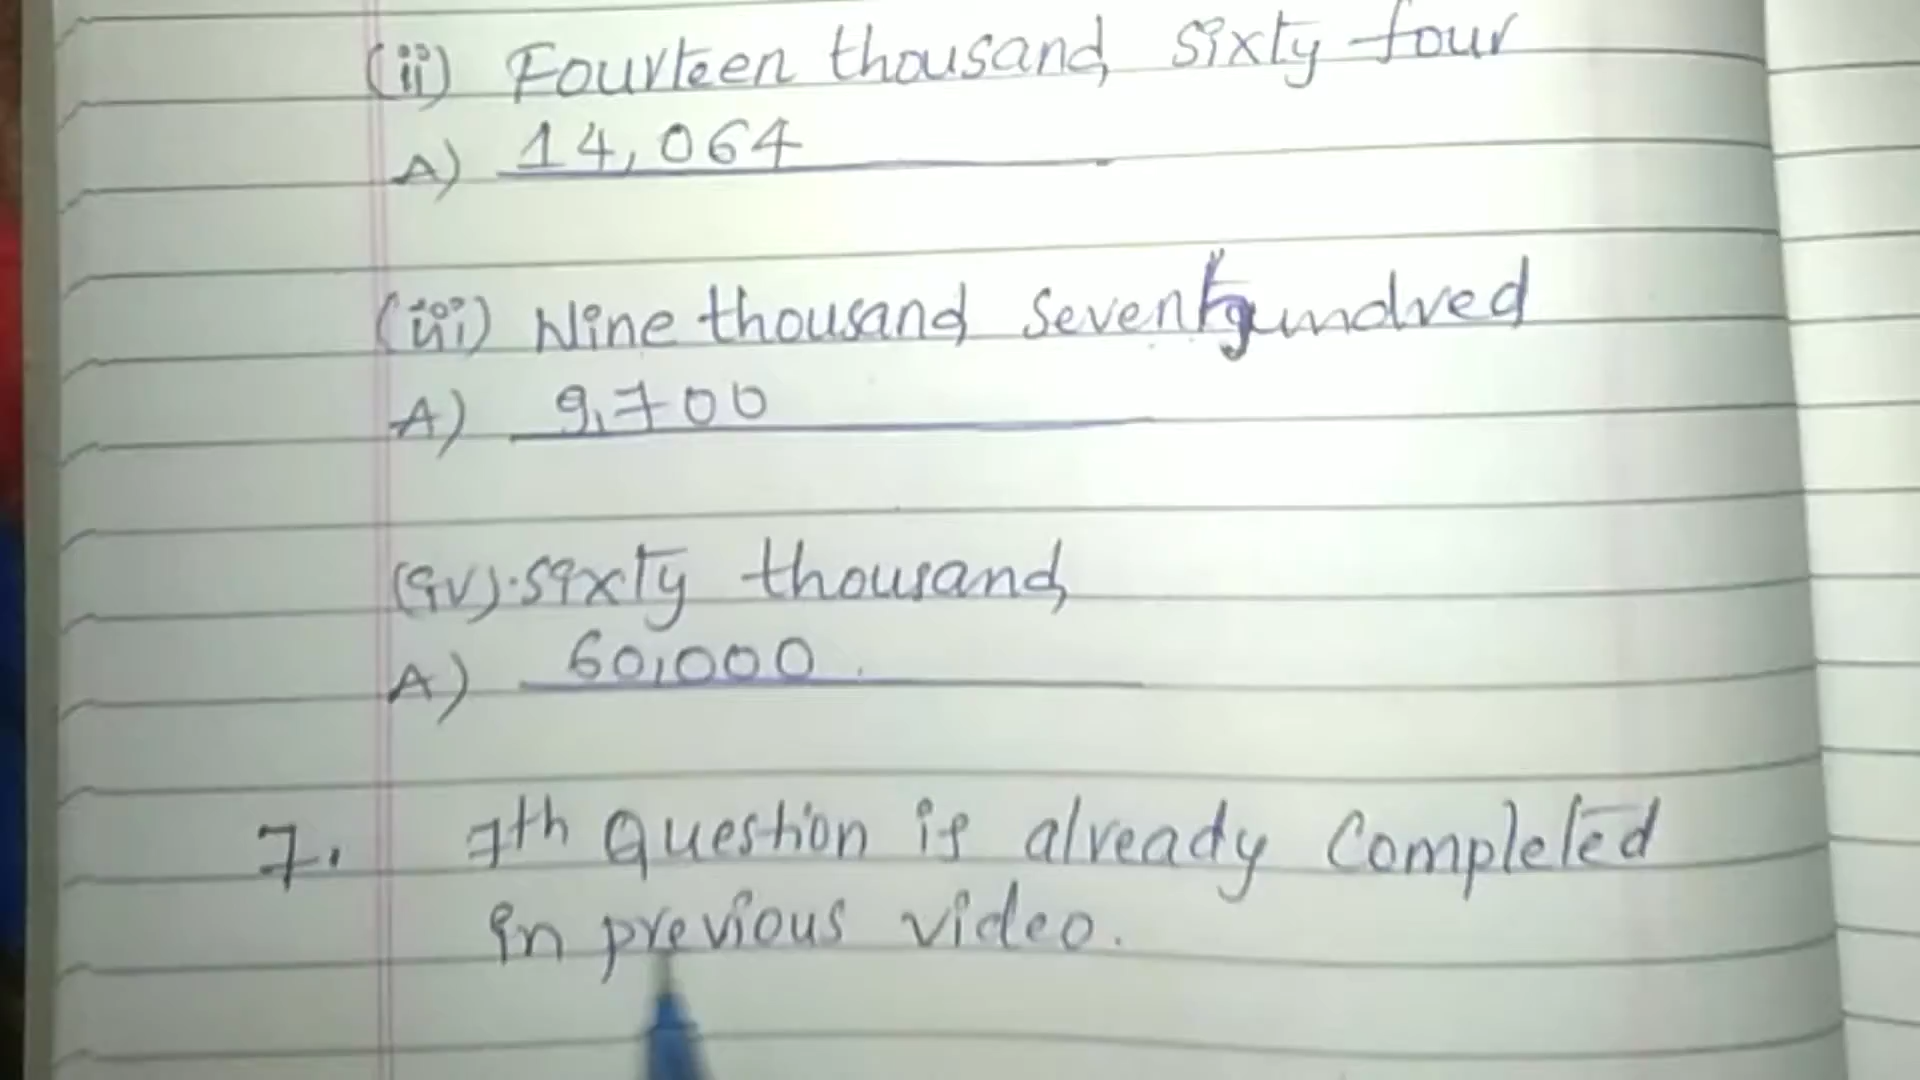 (ii) Fourteen thousand sixty four
A) 14,064
(iii) Nine thousand seven hundred
A) 9,700
(iv). sixty thousand
A) 60,000.
7. 7th Question is already Completed
in previous video.